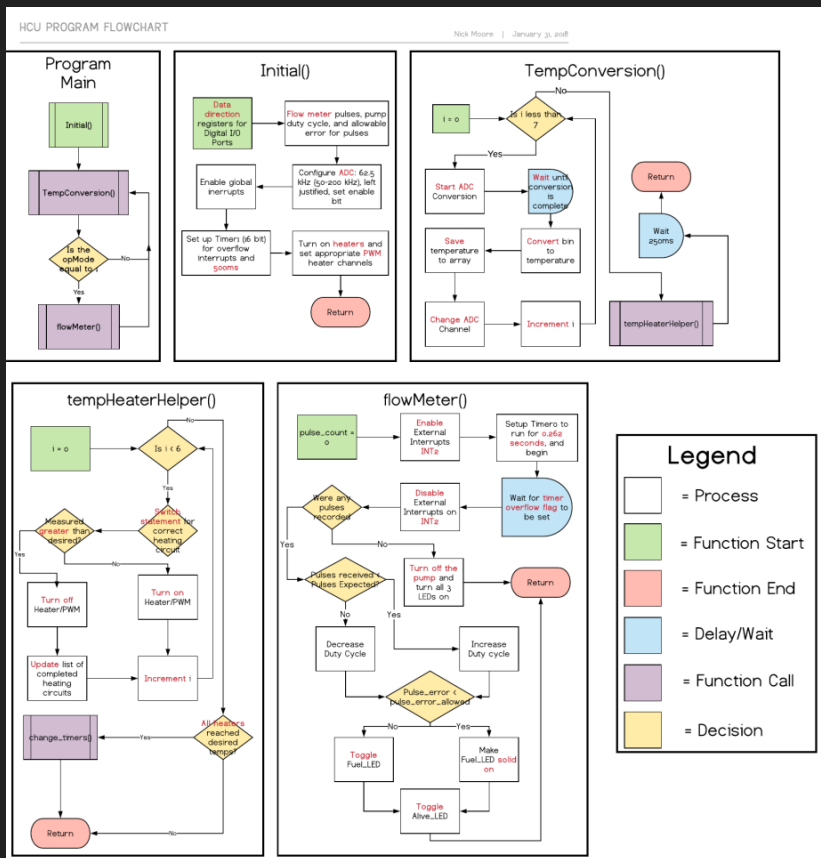 HCU PROGRAM FLOWCHART
Nick Moore | January 31, 2018
Program
Main
Initial()
TempConversion()
Is the
opMode
equal to 1
No
Yes
flowMeter()
Initial()
Data
direction
registers for
Digital I/O
Ports
Flow meter pulses, pump
duty cycle, and allowable
error for pulses
Configure ADC: 62.5
kHz (50-200 kHz), left
justified, set enable
bit
Enable global
inerrupts
Set up Timer1 (16 bit)
for overflow
interrupts and
500ms
Turn on heaters and
set appropriate PWM
heater channels
Return
TempConversion()
i = 0
Is i less than
7
No
Yes
Start ADC
Conversion
Wait until
conversion
is
complete
Convert bin
to
temperature
Save
temperature
to array
Change ADC
Channel
Increment i
Return
Wait
250ms
tempHeaterHelper()
tempHeaterHelper()
i = 0
Is i < 6
No
Yes
Switch
statement for
correct
heating
circuit
Measured
greater than
desired?
Yes
No
Turn off
Heater/PWM
Turn on
Heater/PWM
Update list of
completed
heating
circuits
Increment i
All heaters
reached
desired
temps?
Yes
change_timers()
No
Return
flowMeter()
pulse_count =
0
Enable
External
Interrupts
INT2
Setup Timer0 to
run for 0.262
seconds, and
begin
Wait for timer
overflow flag to
be set
Disable
External
Interrupts on
INT2
Were any
pulses
recorded
Yes
No
Turn off the
pump and
turn all 3
LEDs on
Return
Pulses received <
Pulses Expected?
No
Yes
Decrease
Duty Cycle
Increase
Duty cycle
Pulse_error <
pulse_error_allowed
No
Yes
Toggle
Fuel_LED
Make
Fuel_LED solid
on
Toggle
Alive_LED
Legend
= Process
= Function Start
= Function End
= Delay/Wait
= Function Call
= Decision